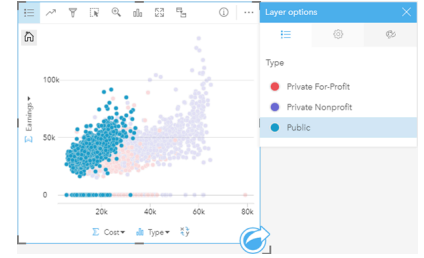 Layer options
Type
Private For-Profit
Private Nonprofit
Public
100k
50k
0
Σ Earnings
20k
40k
60k
80k
Σ Cost
Type